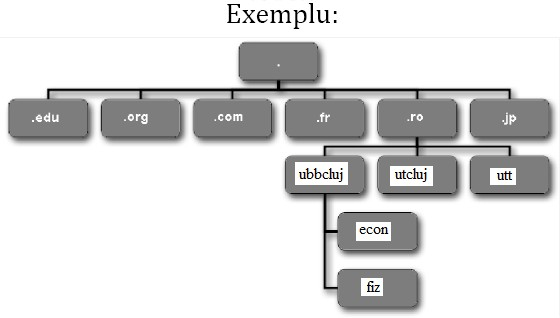 Exemplu:
.
.edu .org .com .fr .ro .jp
ubbcluj utcluj utt
econ
fiz